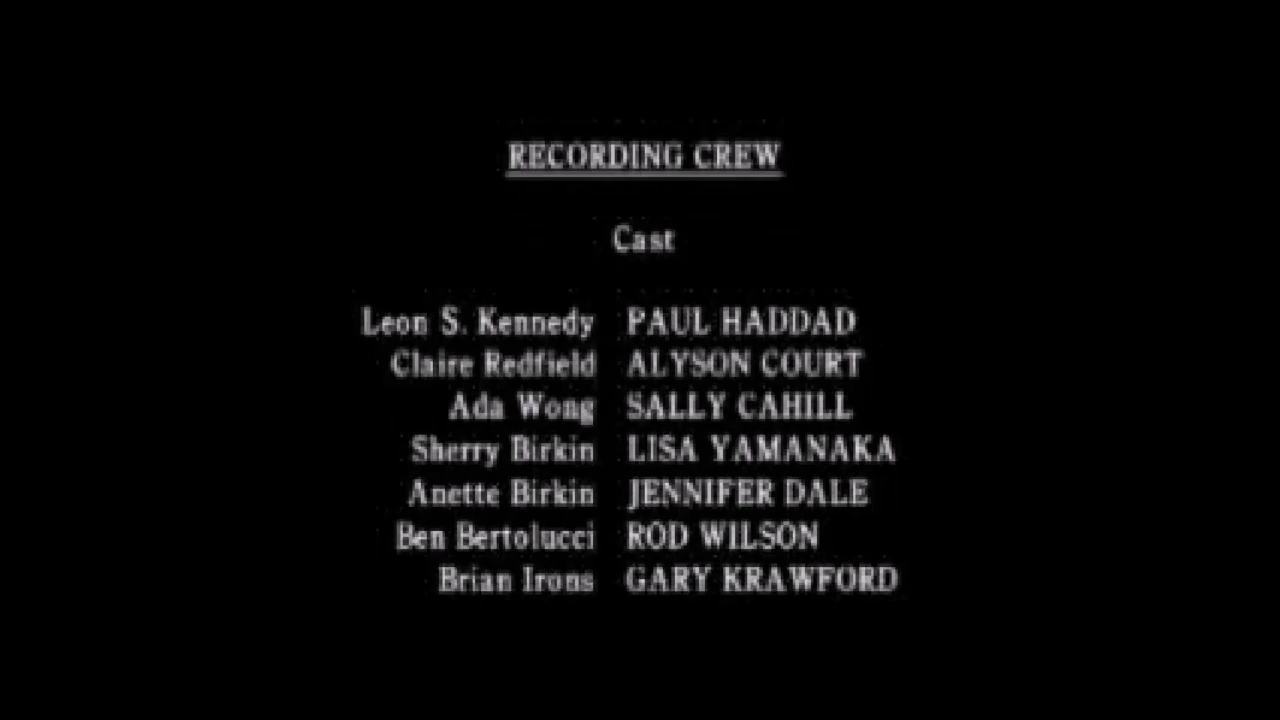 RECORDING CREW
Cast
Leon S. Kennedy PAUL HADDAD
Claire Redfield ALYSON COURT
Ada Wong SALLY CAHILL
Sherry Birkin LISA YAMANAKA
Anette Birkin JENNIFER DALE
Ben Bertolucci ROD WILSON
Brian Irons GARY KRAWFORD